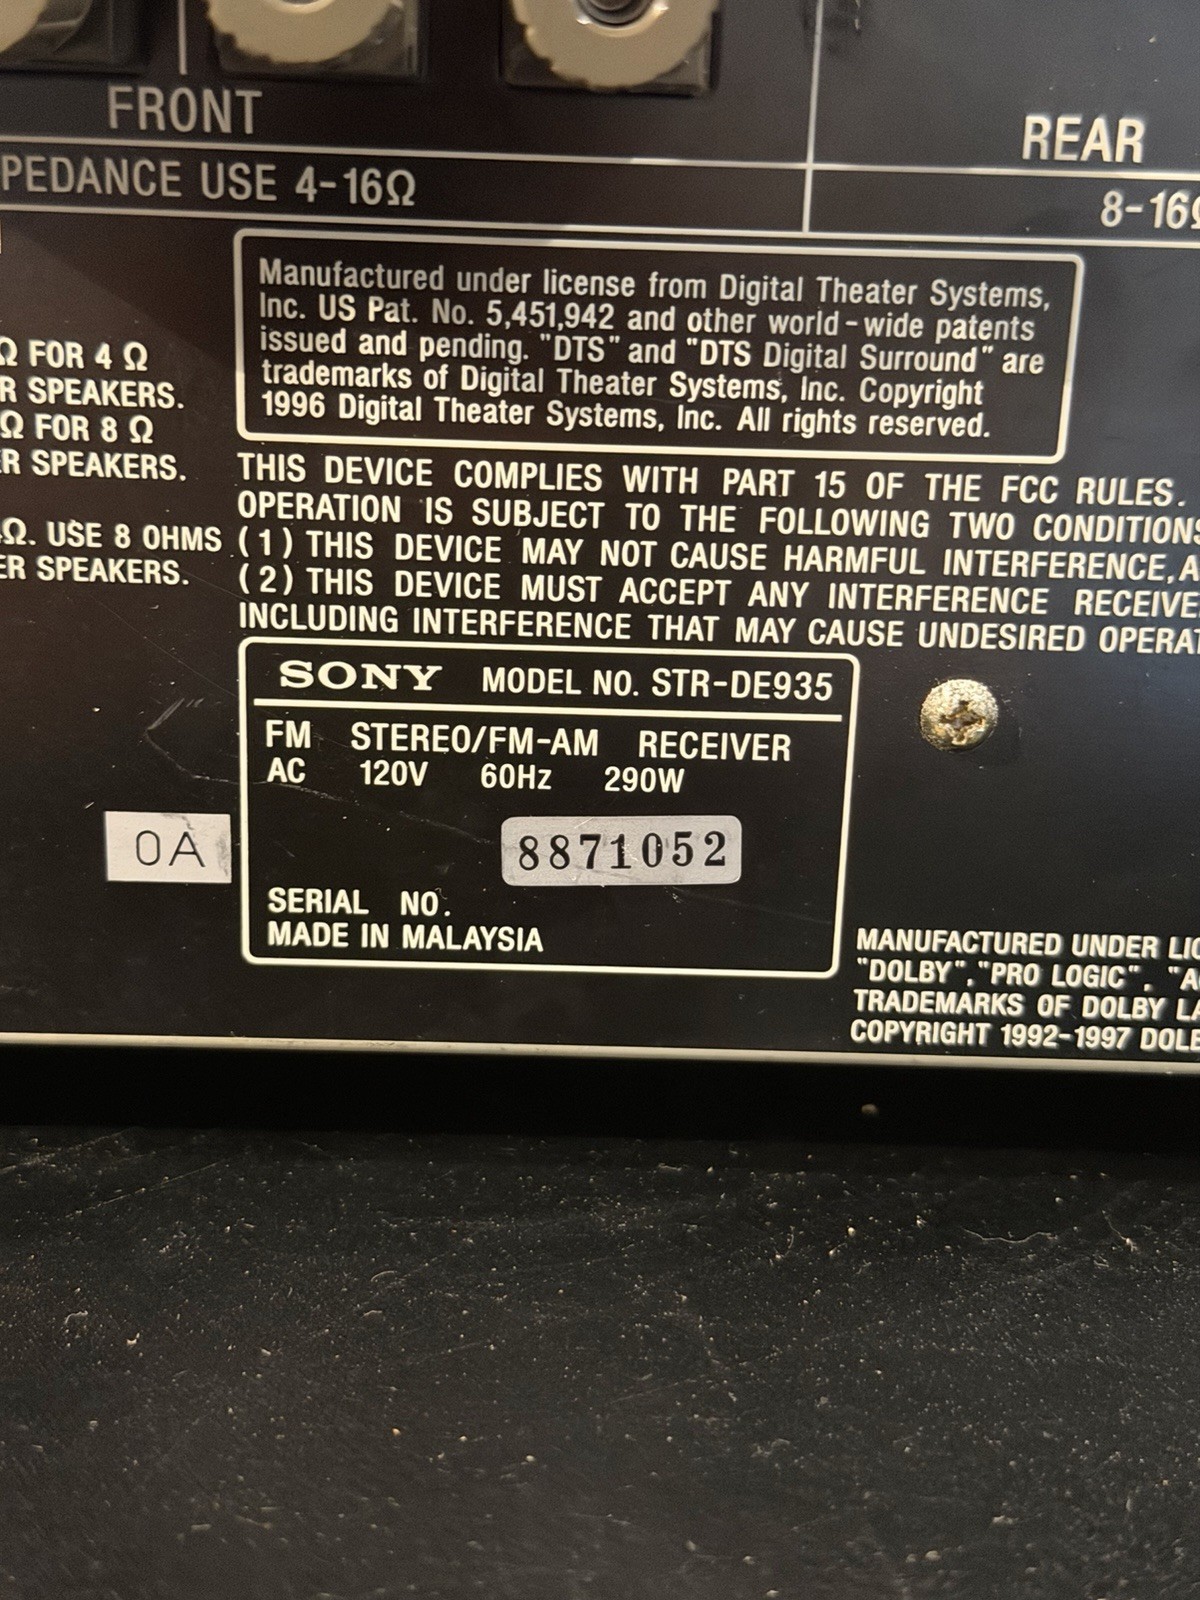 FRONT
REAR
PEDANCE USE 4-16Ω
8-16Ω
Manufactured under license from Digital Theater Systems,
Inc. US Pat. No. 5,451,942 and other world-wide patents
issued and pending. "DTS" and "DTS Digital Surround" are
trademarks of Digital Theater Systems, Inc. Copyright
1996 Digital Theater Systems, Inc. All rights reserved.
Ω FOR 4 Ω
R SPEAKERS.
Ω FOR 8 Ω
ER SPEAKERS.
Ω. USE 8 OHMS
ER SPEAKERS.
THIS DEVICE COMPLIES WITH PART 15 OF THE FCC RULES.
OPERATION IS SUBJECT TO THE FOLLOWING TWO CONDITIONS
(1) THIS DEVICE MAY NOT CAUSE HARMFUL INTERFERENCE, A
(2) THIS DEVICE MUST ACCEPT ANY INTERFERENCE RECEIVE
INCLUDING INTERFERENCE THAT MAY CAUSE UNDESIRED OPERAT
SONY MODEL NO. STR-DE935
FM STEREO/FM-AM RECEIVER
AC 120V 60Hz 290W
8871052
0A
SERIAL NO.
MADE IN MALAYSIA
MANUFACTURED UNDER LIC
"DOLBY", "PRO LOGIC", "A
TRADEMARKS OF DOLBY LA
COPYRIGHT 1992-1997 DOLB